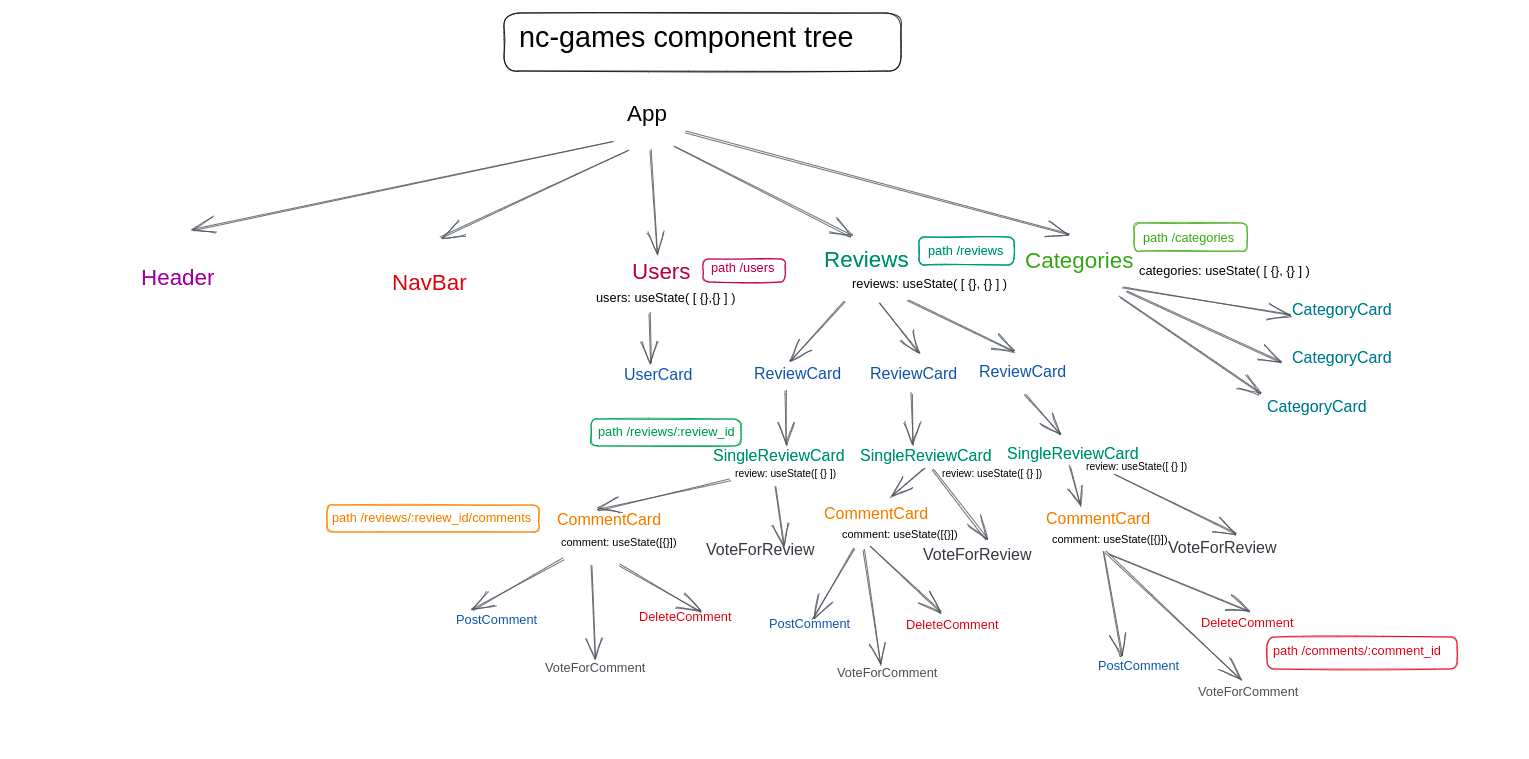 nc-games component tree
App
Header
NavBar
Users
path /users
users: useState( [ {},{} ] )
Reviews
path /reviews
reviews: useState( [ {}, {} ] )
Categories
path /categories
categories: useState( [ {}, {} ] )
CategoryCard
CategoryCard
CategoryCard
UserCard
ReviewCard
ReviewCard
ReviewCard
path /reviews/:review_id
SingleReviewCard
review: useState([ {} ])
SingleReviewCard
review: useState([ {} ])
SingleReviewCard
review: useState([ {} ])
path /reviews/:review_id/comments
CommentCard
comment: useState([{}])
VoteForReview
CommentCard
comment: useState([{}])
VoteForReview
CommentCard
comment: useState([{}])
VoteForReview
PostComment
VoteForComment
DeleteComment
PostComment
VoteForComment
DeleteComment
PostComment
VoteForComment
DeleteComment
path /comments/:comment_id